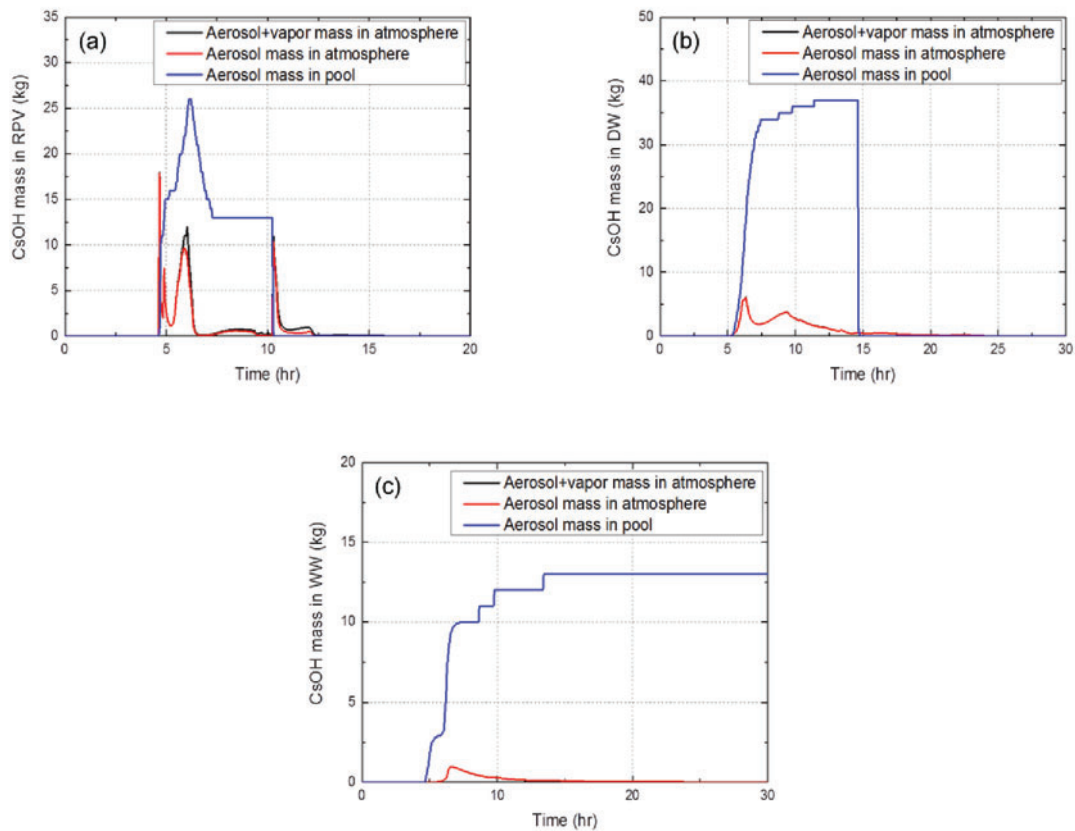 (a)
Aerosol+vapor mass in atmosphere
Aerosol mass in atmosphere
Aerosol mass in pool
CsOH mass in RPV (kg)
35
30
25
20
15
10
5
0
0 5 10 15 20
Time (hr)
(b)
Aerosol+vapor mass in atmosphere
Aerosol mass in atmosphere
Aerosol mass in pool
CsOH mass in DW (kg)
50
40
30
20
10
0
0 5 10 15 20 25 30
Time (hr)
(c)
Aerosol+vapor mass in atmosphere
Aerosol mass in atmosphere
Aerosol mass in pool
CsOH mass in WW (kg)
20
15
10
5
0
0 10 20 30
Time (hr)